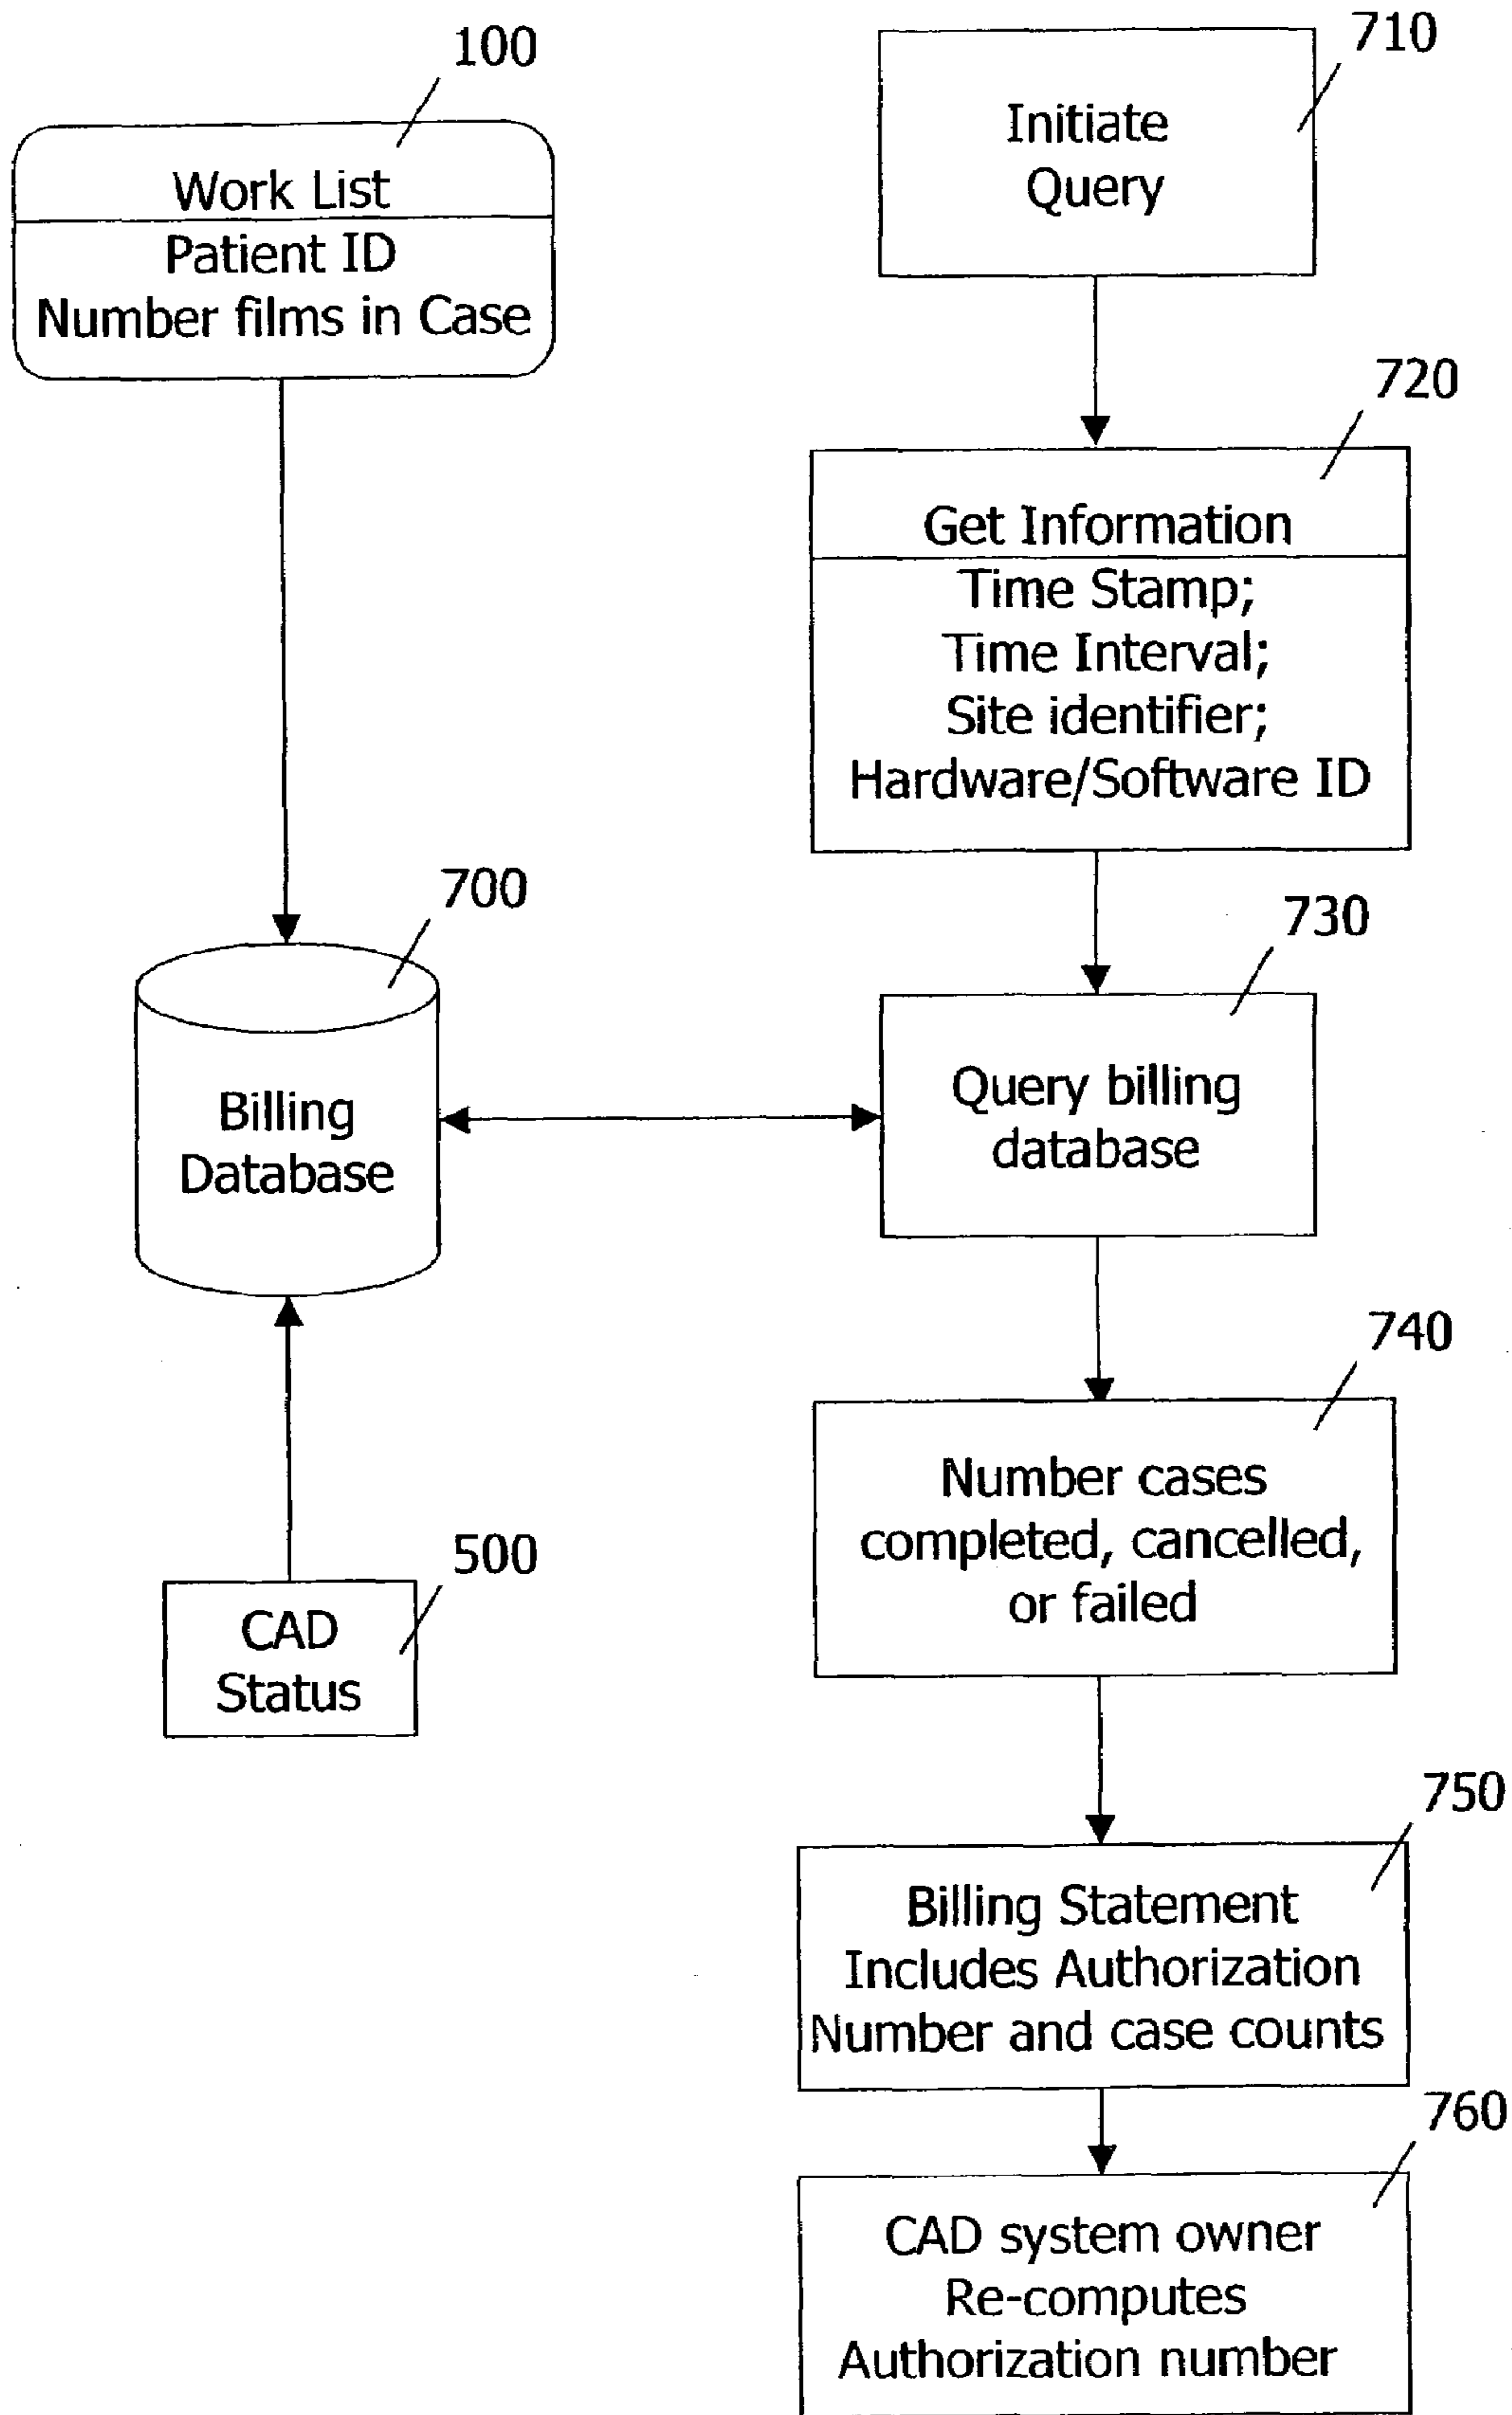 100
Work List
Patient ID
Number films in Case
710
Initiate
Query
720
Get Information
Time Stamp;
Time Interval;
Site identifier;
Hardware/Software ID
700
Billing
Database
730
Query billing
database
500
CAD
Status
740
Number cases
completed, cancelled,
or failed
750
Billing Statement
Includes Authorization
Number and case counts
760
CAD system owner
Re-computes
Authorization number